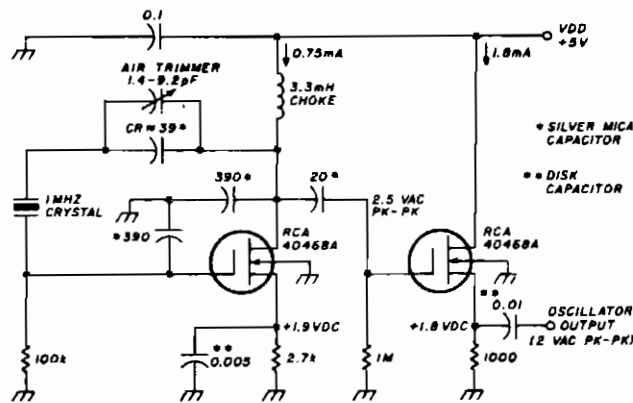 0.1
VDD
+5V
0.75mA
1.8mA
AIR TRIMMER
1.4-9.2pF
3.3mH
CHOKE
CR≈39*
* SILVER MICA
CAPACITOR
** DISK
CAPACITOR
390*
20*
2.5 VAC
PK-PK
1MHZ
CRYSTAL
*390
RCA
40468A
RCA
40468A
**
0.01
OSCILLATOR
OUTPUT
(2 VAC PK-PK)
+1.9VDC
+1.8VDC
100k
**
0.005
2.7k
1M
1000